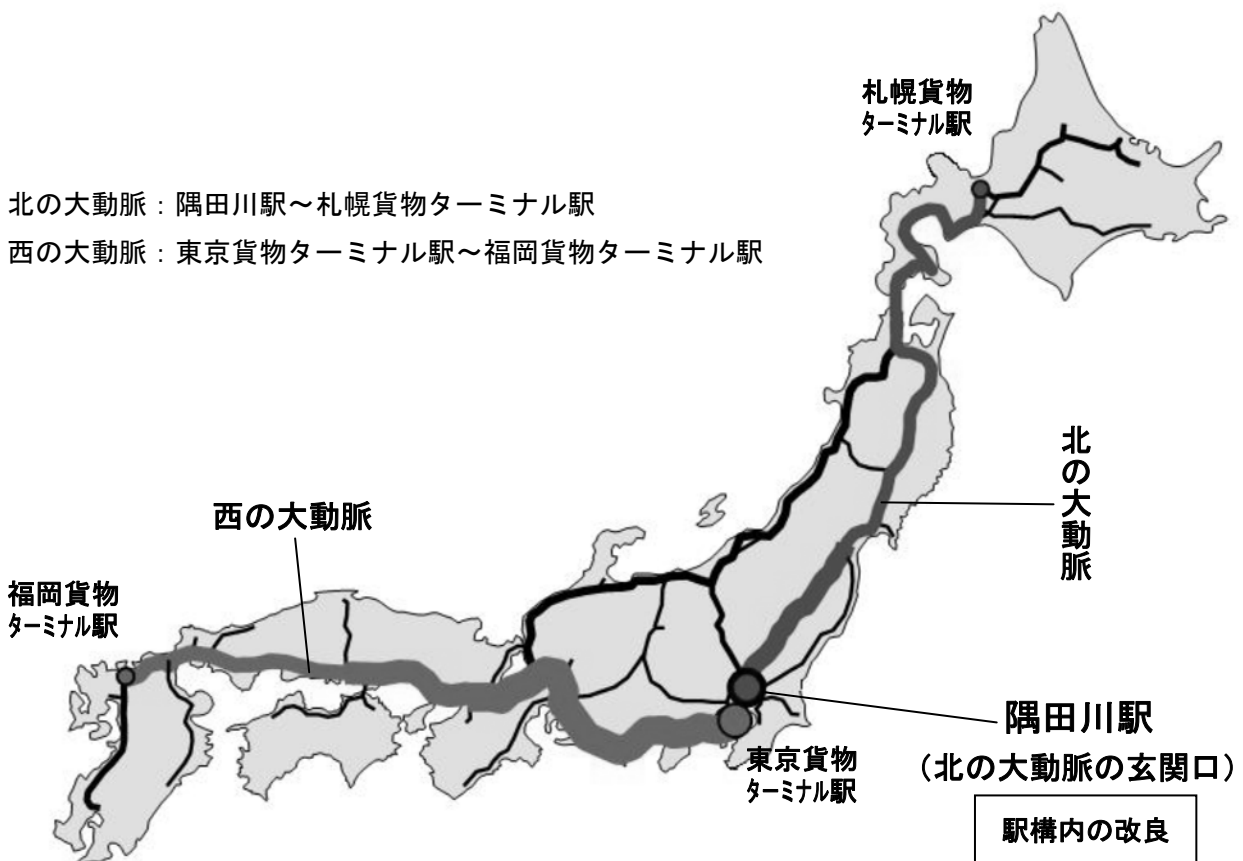 札幌貨物
ターミナル駅
北の大動脈：隅田川駅～札幌貨物ターミナル駅
西の大動脈：東京貨物ターミナル駅～福岡貨物ターミナル駅
北の大動脈
西の大動脈
福岡貨物
ターミナル駅
隅田川駅
（北の大動脈の玄関口）
東京貨物
ターミナル駅
駅構内の改良